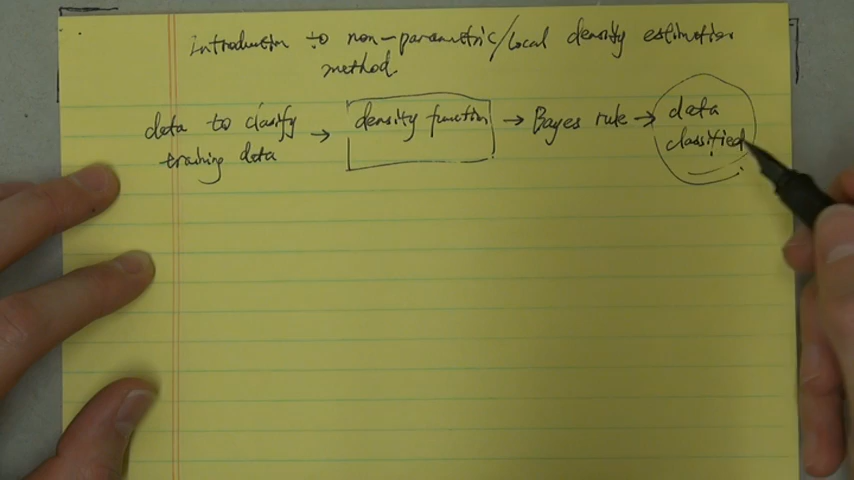 Introduction to non-parametric/local density estimation
method
data to classify → density function → Bayes rule → data
training data classified